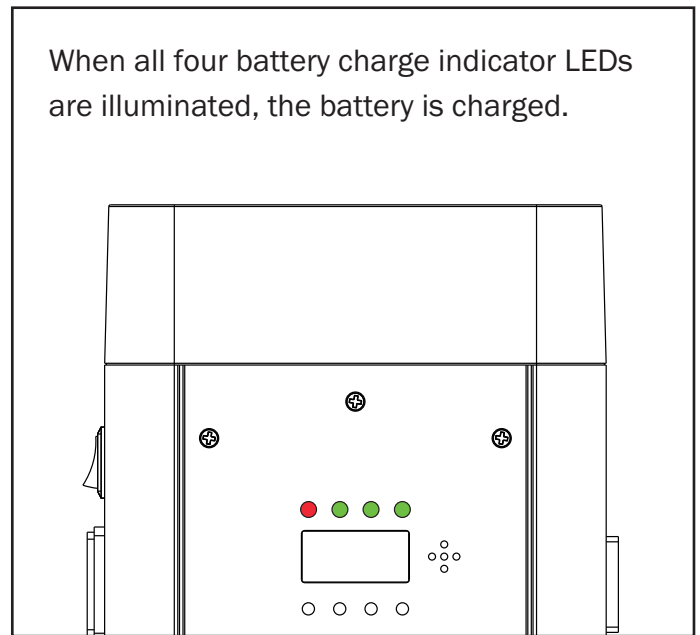 When all four battery charge indicator LEDs
are illuminated, the battery is charged.